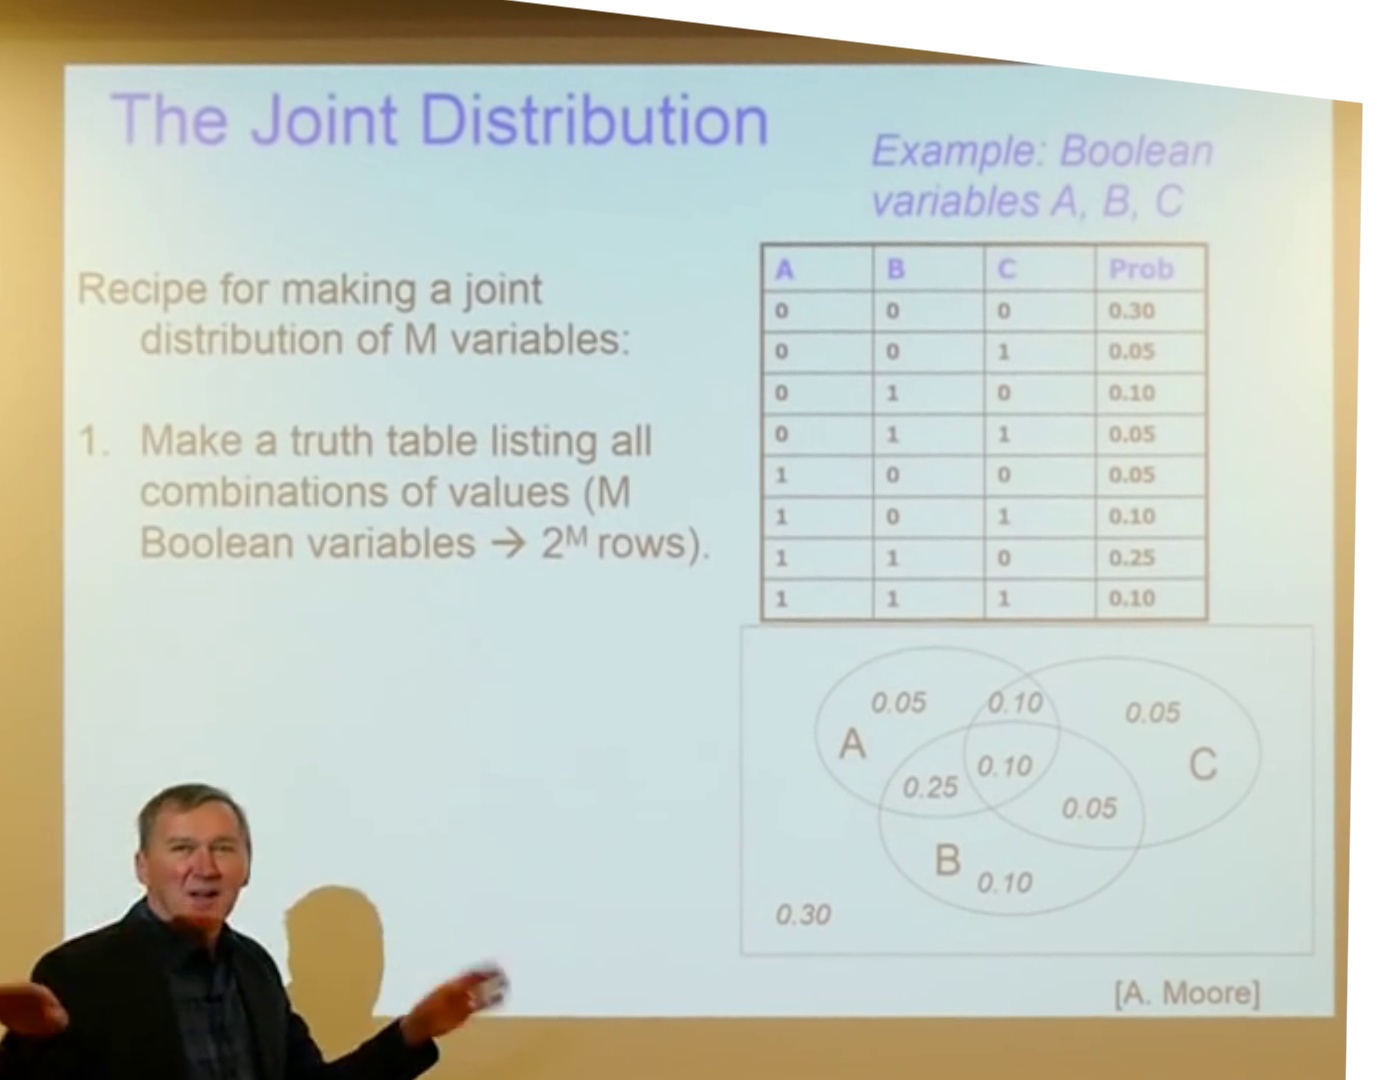 The Joint Distribution
Example: Boolean
variables A, B, C
Recipe for making a joint
distribution of M variables:
1. Make a truth table listing all
combinations of values (M
Boolean variables → 2ᴹ rows).
A B C Prob
0 0 0 0.30
0 0 1 0.05
0 1 0 0.10
0 1 1 0.05
1 0 0 0.05
1 0 1 0.10
1 1 0 0.25
1 1 1 0.10
0.05 0.10 0.05
A
C
0.10
0.25
0.05
B
0.10
0.30
[A. Moore]